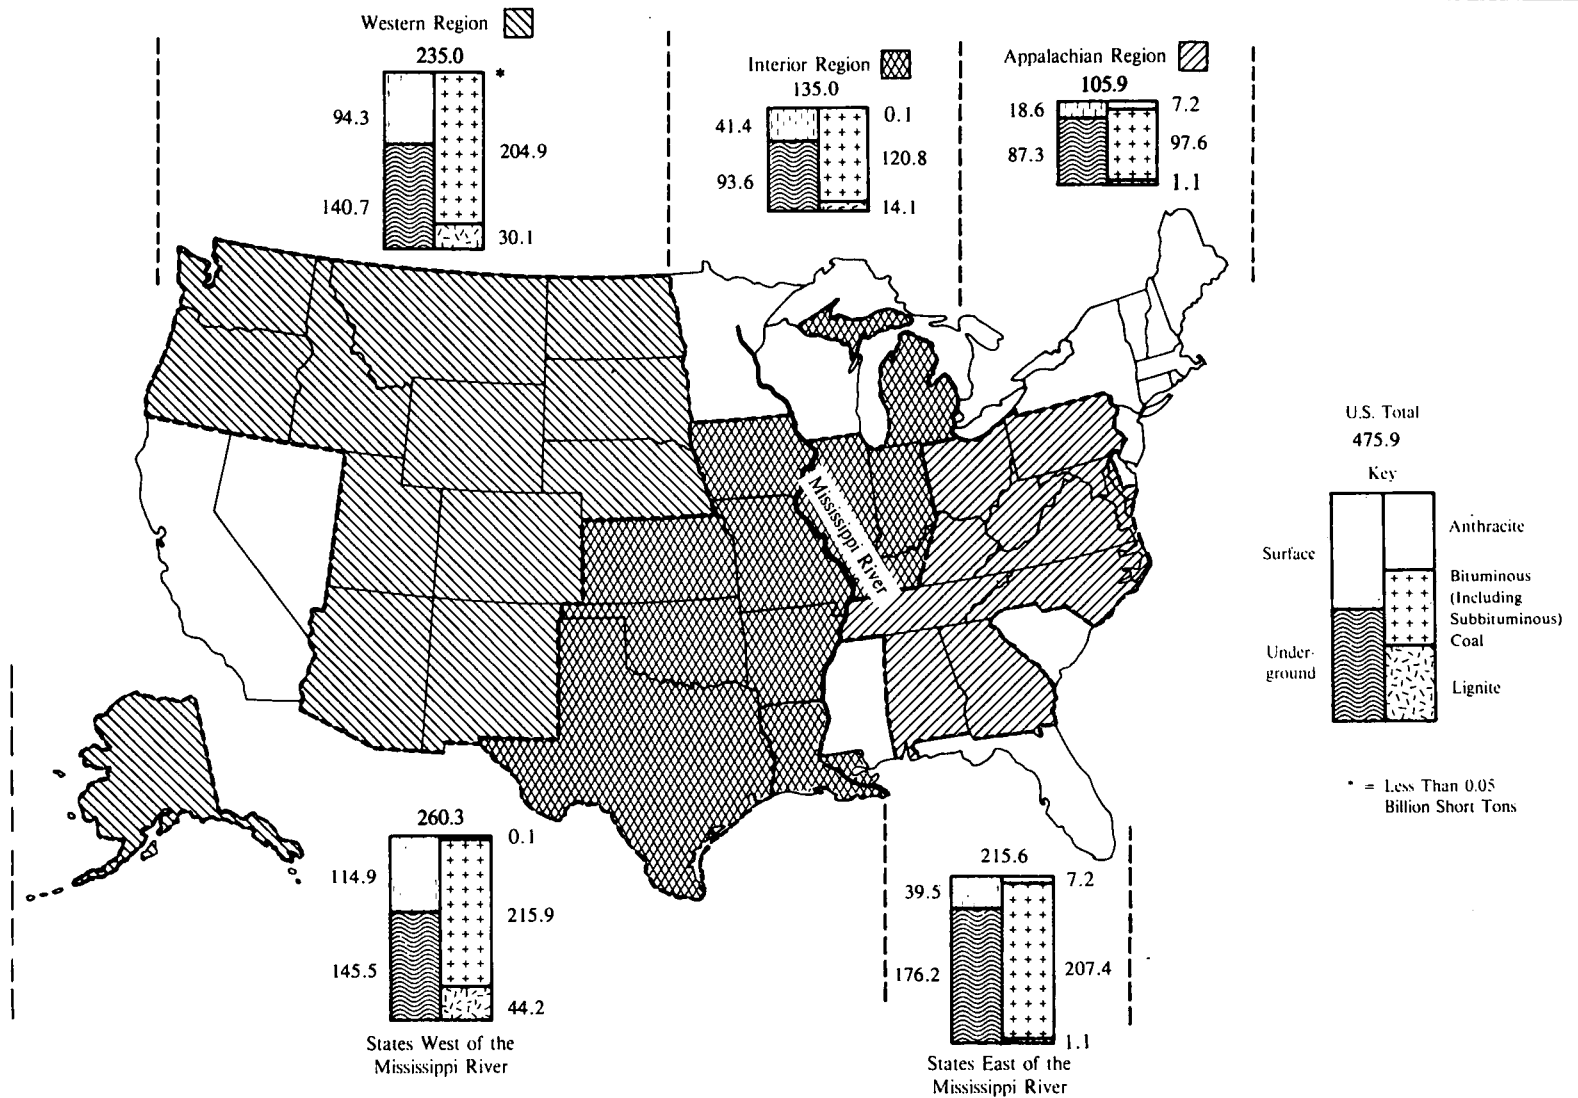 Western Region
235.0
*
94.3
204.9
140.7
30.1
Interior Region
135.0
41.4
0.1
120.8
93.6
14.1
Appalachian Region
105.9
18.6
7.2
97.6
87.3
1.1
Mississippi River
U.S. Total
475.9
Key
Surface
Anthracite
Bituminous
(Including
Subbituminous)
Coal
Under-
ground
Lignite
* = Less Than 0.05
Billion Short Tons
260.3
0.1
114.9
215.9
145.5
44.2
States West of the
Mississippi River
215.6
7.2
39.5
176.2
207.4
1.1
States East of the
Mississippi River